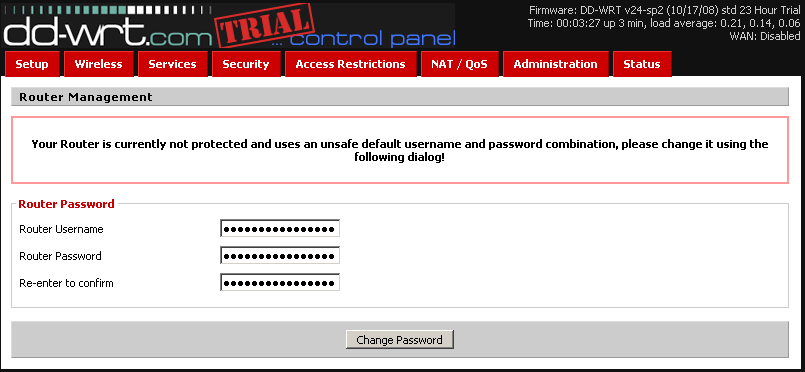 Firmware: DD-WRT v24-sp2 (10/17/08) std 23 Hour Trial
Time: 00:03:27 up 3 min, load average: 0.21, 0.14, 0.06
WAN: Disabled
dd-wrt.com TRIAL ... control panel
Setup Wireless Services Security Access Restrictions NAT / QoS Administration Status
Router Management
Your Router is currently not protected and uses an unsafe default username and password combination, please change it using the
following dialog!
Router Password
Router Username ●●●●●●●●●●●●●●●●
Router Password ●●●●●●●●●●●●●●●●
Re-enter to confirm ●●●●●●●●●●●●●●●●
Change Password